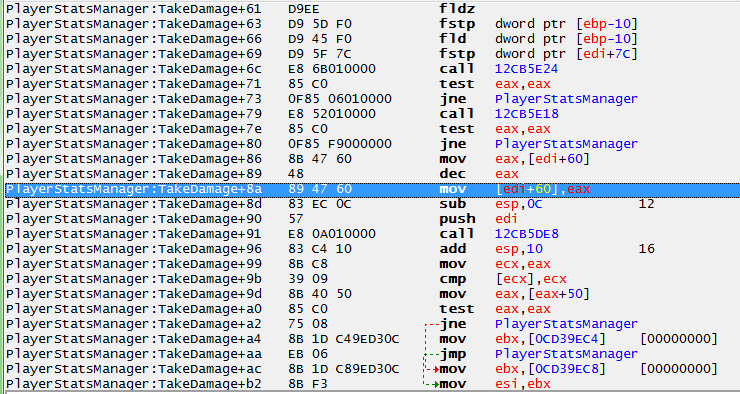 PlayerStatsManager:TakeDamage+61 D9EE fldz
PlayerStatsManager:TakeDamage+63 D9 5D F0 fstp dword ptr [ebp-10]
PlayerStatsManager:TakeDamage+66 D9 45 F0 fld dword ptr [ebp-10]
PlayerStatsManager:TakeDamage+69 D9 5F 7C fstp dword ptr [edi+7C]
PlayerStatsManager:TakeDamage+6c E8 6B010000 call 12CB5E24
PlayerStatsManager:TakeDamage+71 85 C0 test eax,eax
PlayerStatsManager:TakeDamage+73 0F85 06010000 jne PlayerStatsManager
PlayerStatsManager:TakeDamage+79 E8 52010000 call 12CB5E18
PlayerStatsManager:TakeDamage+7e 85 C0 test eax,eax
PlayerStatsManager:TakeDamage+80 0F85 F9000000 jne PlayerStatsManager
PlayerStatsManager:TakeDamage+86 8B 47 60 mov eax,[edi+60]
PlayerStatsManager:TakeDamage+89 48 dec eax
PlayerStatsManager:TakeDamage+8a 89 47 60 mov [edi+60],eax
PlayerStatsManager:TakeDamage+8d 83 EC 0C sub esp,0C 12
PlayerStatsManager:TakeDamage+90 57 push edi
PlayerStatsManager:TakeDamage+91 E8 0A010000 call 12CB5DE8
PlayerStatsManager:TakeDamage+96 83 C4 10 add esp,10 16
PlayerStatsManager:TakeDamage+99 8B C8 mov ecx,eax
PlayerStatsManager:TakeDamage+9b 39 09 cmp [ecx],ecx
PlayerStatsManager:TakeDamage+9d 8B 40 50 mov eax,[eax+50]
PlayerStatsManager:TakeDamage+a0 85 C0 test eax,eax
PlayerStatsManager:TakeDamage+a2 75 08 jne PlayerStatsManager
PlayerStatsManager:TakeDamage+a4 8B 1D C49ED30C mov ebx,[0CD39EC4] [00000000]
PlayerStatsManager:TakeDamage+aa EB 06 jmp PlayerStatsManager
PlayerStatsManager:TakeDamage+ac 8B 1D C89ED30C mov ebx,[0CD39EC8] [00000000]
PlayerStatsManager:TakeDamage+b2 8B F3 mov esi,ebx